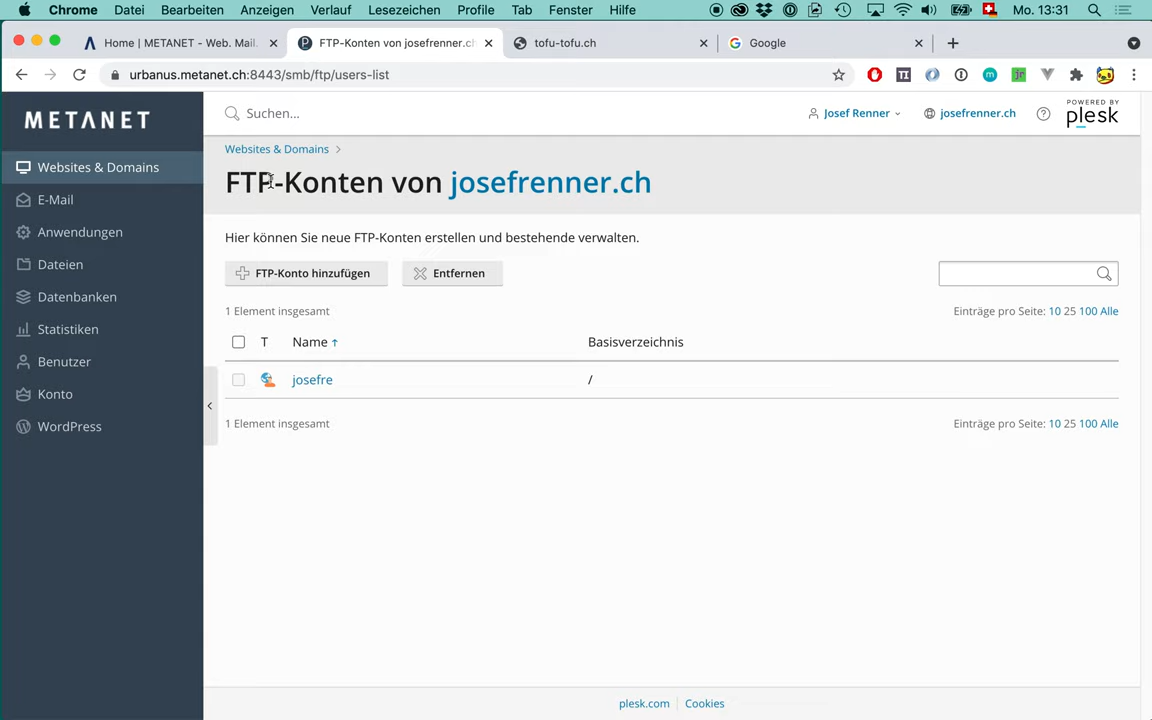 Chrome Datei Bearbeiten Anzeigen Verlauf Lesezeichen Profile Tab Fenster Hilfe Mo. 13:31
Home | METANET - Web. Mail. FTP-Konten von josefrenner.ch tofu-tofu.ch Google
urbanus.metanet.ch:8443/smb/ftp/users-list
METANET
Suchen... Josef Renner josefrenner.ch POWERED BY
plesk
Websites & Domains
E-Mail
Anwendungen
Dateien
Datenbanken
Statistiken
Benutzer
Konto
WordPress
Websites & Domains
FTP-Konten von josefrenner.ch
Hier können Sie neue FTP-Konten erstellen und bestehende verwalten.
FTP-Konto hinzufügen Entfernen
1 Element insgesamt Einträge pro Seite: 10 25 100 Alle
T Name ↑ Basisverzeichnis
josefre /
1 Element insgesamt Einträge pro Seite: 10 25 100 Alle
plesk.com Cookies